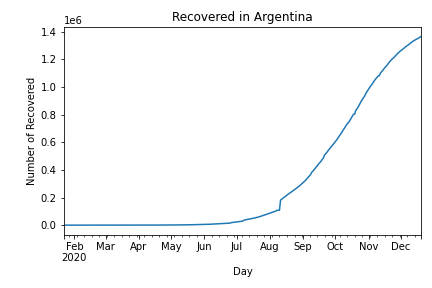 Recovered in Argentina
1e6
1.4
1.2
1.0
0.8
0.6
0.4
0.2
0.0
Number of Recovered
Feb Mar Apr May Jun Jul Aug Sep Oct Nov Dec
2020
Day